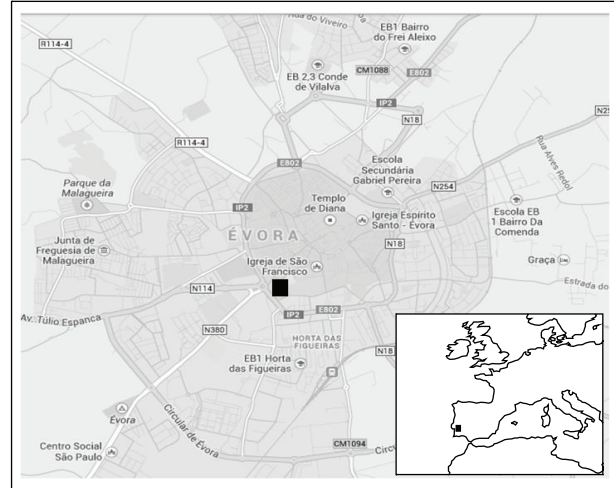 Rua do Viveiro
EB1 Bairro
do Frei Aleixo
R114-4
EB 2,3 Conde
de Vilalva
CM1088
E802
IP2
N18
R114-4
E802
Escola
Secundária
Gabriel Pereira
N254
Rua Alves Redol
Parque da
Malagueira
IP2
Templo
de Diana
Igreja Espírito
Santo - Évora
Escola EB
1 Bairro Da
Comenda
ÉVORA
N18
Junta de
Freguesia de
Malagueira
Igreja de São
Francisco
Graça
Estrada do
N114
Av. Túlio Espanca
IP2
E802
N380
HORTA DAS
FIGUEIRAS
N18
EB1 Horta
das Figueiras
Évora
Circular de Évora
Centro Social
São Paulo
CM1094